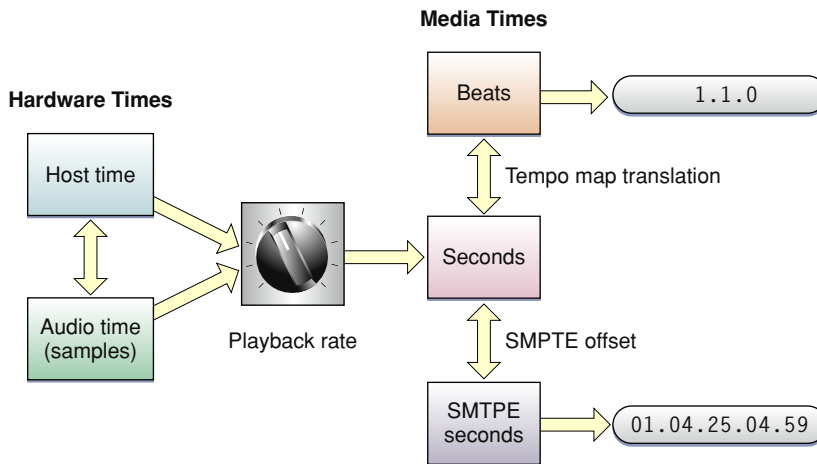 Media Times
Hardware Times
Beats
1.1.0
Host time
Tempo map translation
Seconds
Audio time
(samples)
Playback rate
SMPTE offset
SMTPE
seconds
01.04.25.04.59